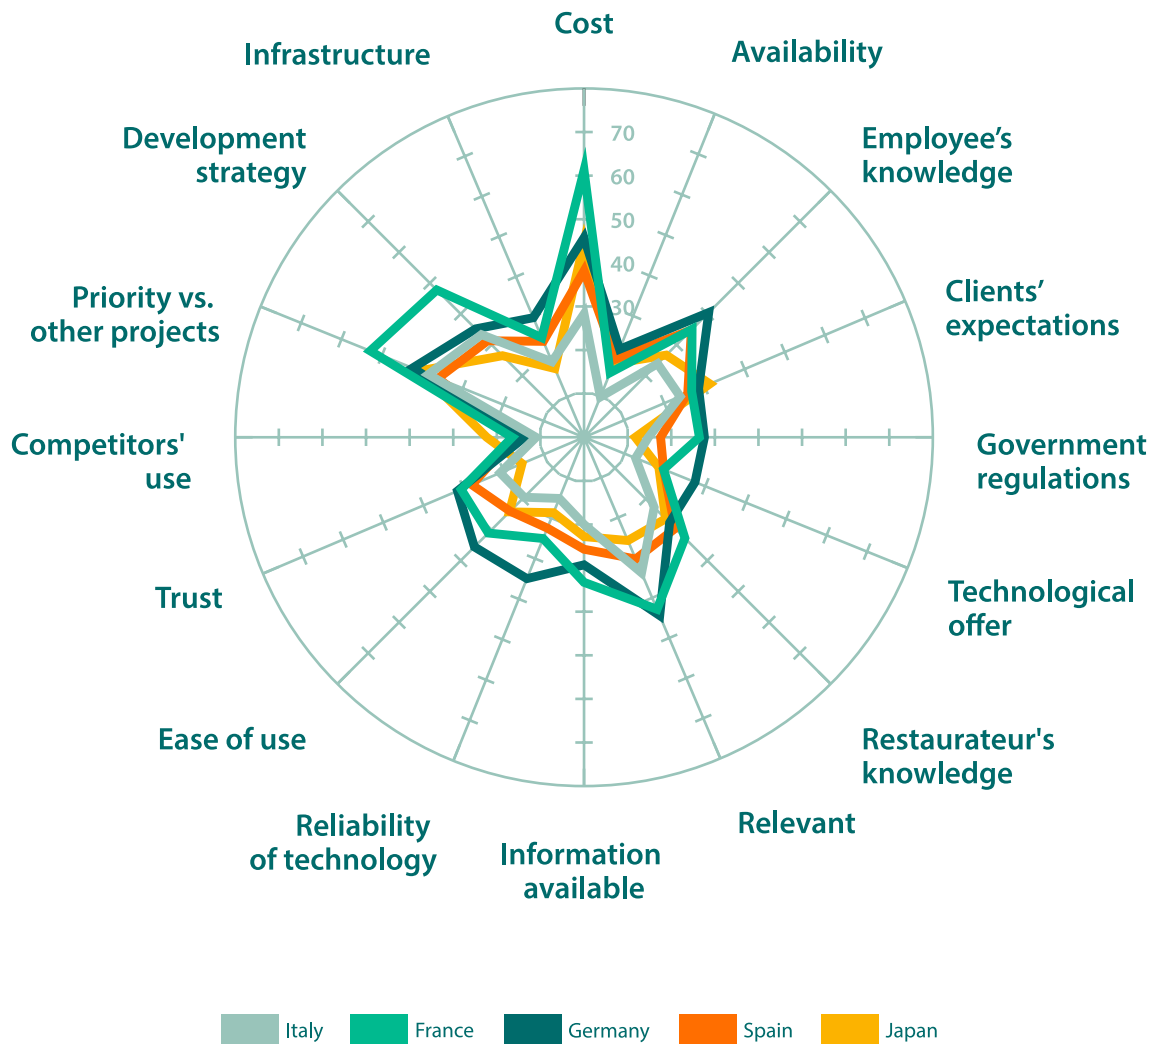 Cost
Infrastructure
Availability
Development
strategy
Employee’s
knowledge
70
60
50
40
30
Priority vs.
other projects
Clients’
expectations
Competitors'
use
Government
regulations
Trust
Technological
offer
Ease of use
Restaurateur's
knowledge
Reliability
of technology
Information
available
Relevant
Italy
France
Germany
Spain
Japan